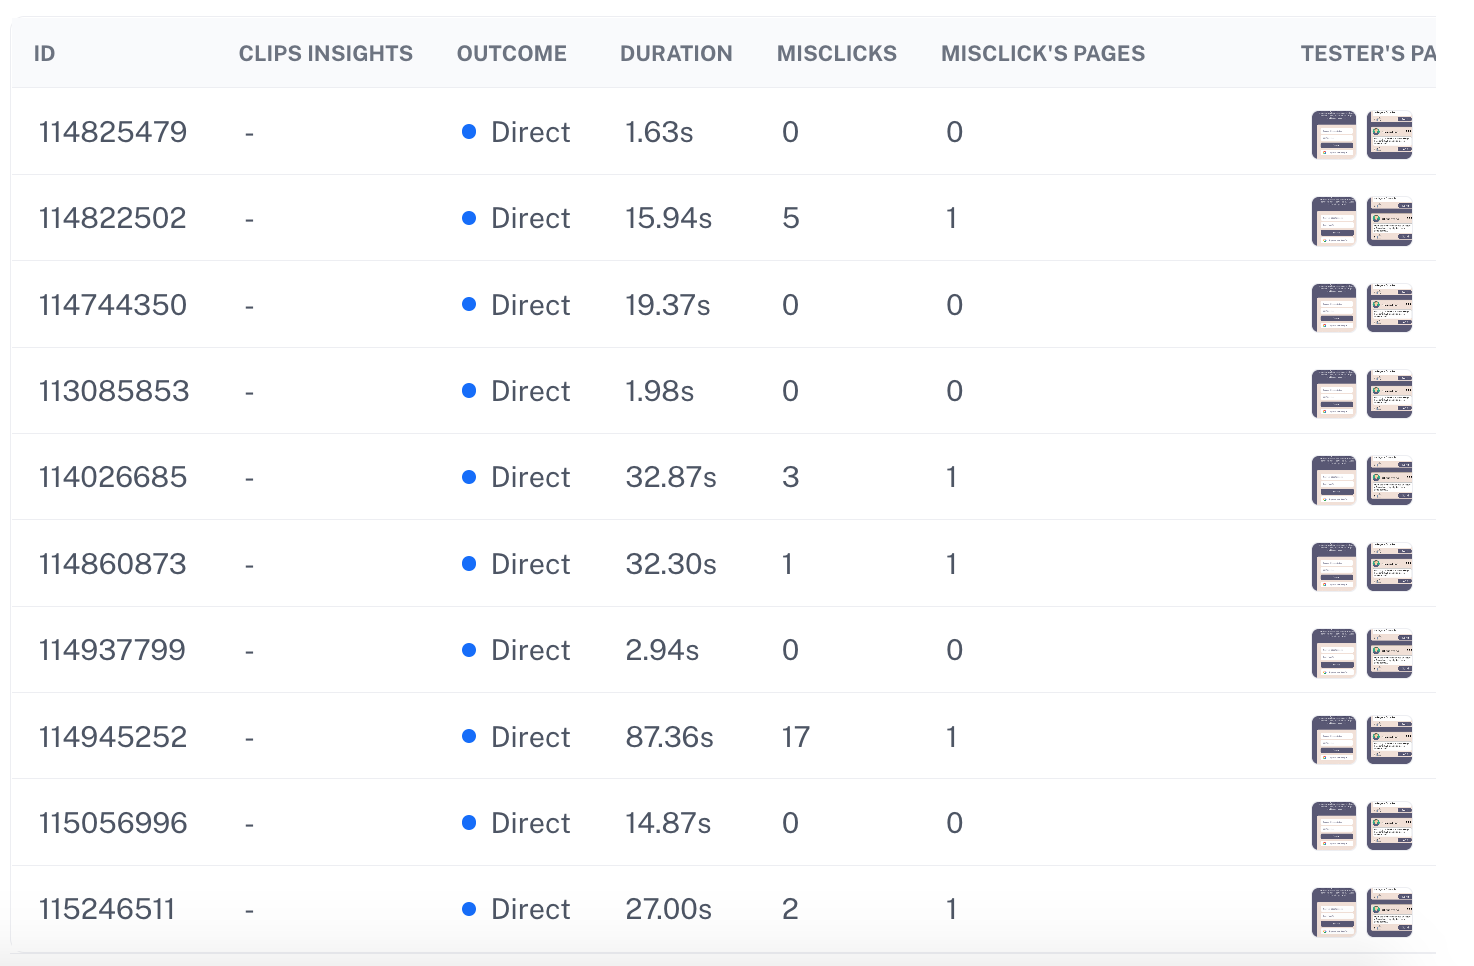 ID CLIPS INSIGHTS OUTCOME DURATION MISCLICKS MISCLICK'S PAGES TESTER'S PA
114825479 - Direct 1.63s 0 0
114822502 - Direct 15.94s 5 1
114744350 - Direct 19.37s 0 0
113085853 - Direct 1.98s 0 0
114026685 - Direct 32.87s 3 1
114860873 - Direct 32.30s 1 1
114937799 - Direct 2.94s 0 0
114945252 - Direct 87.36s 17 1
115056996 - Direct 14.87s 0 0
115246511 - Direct 27.00s 2 1